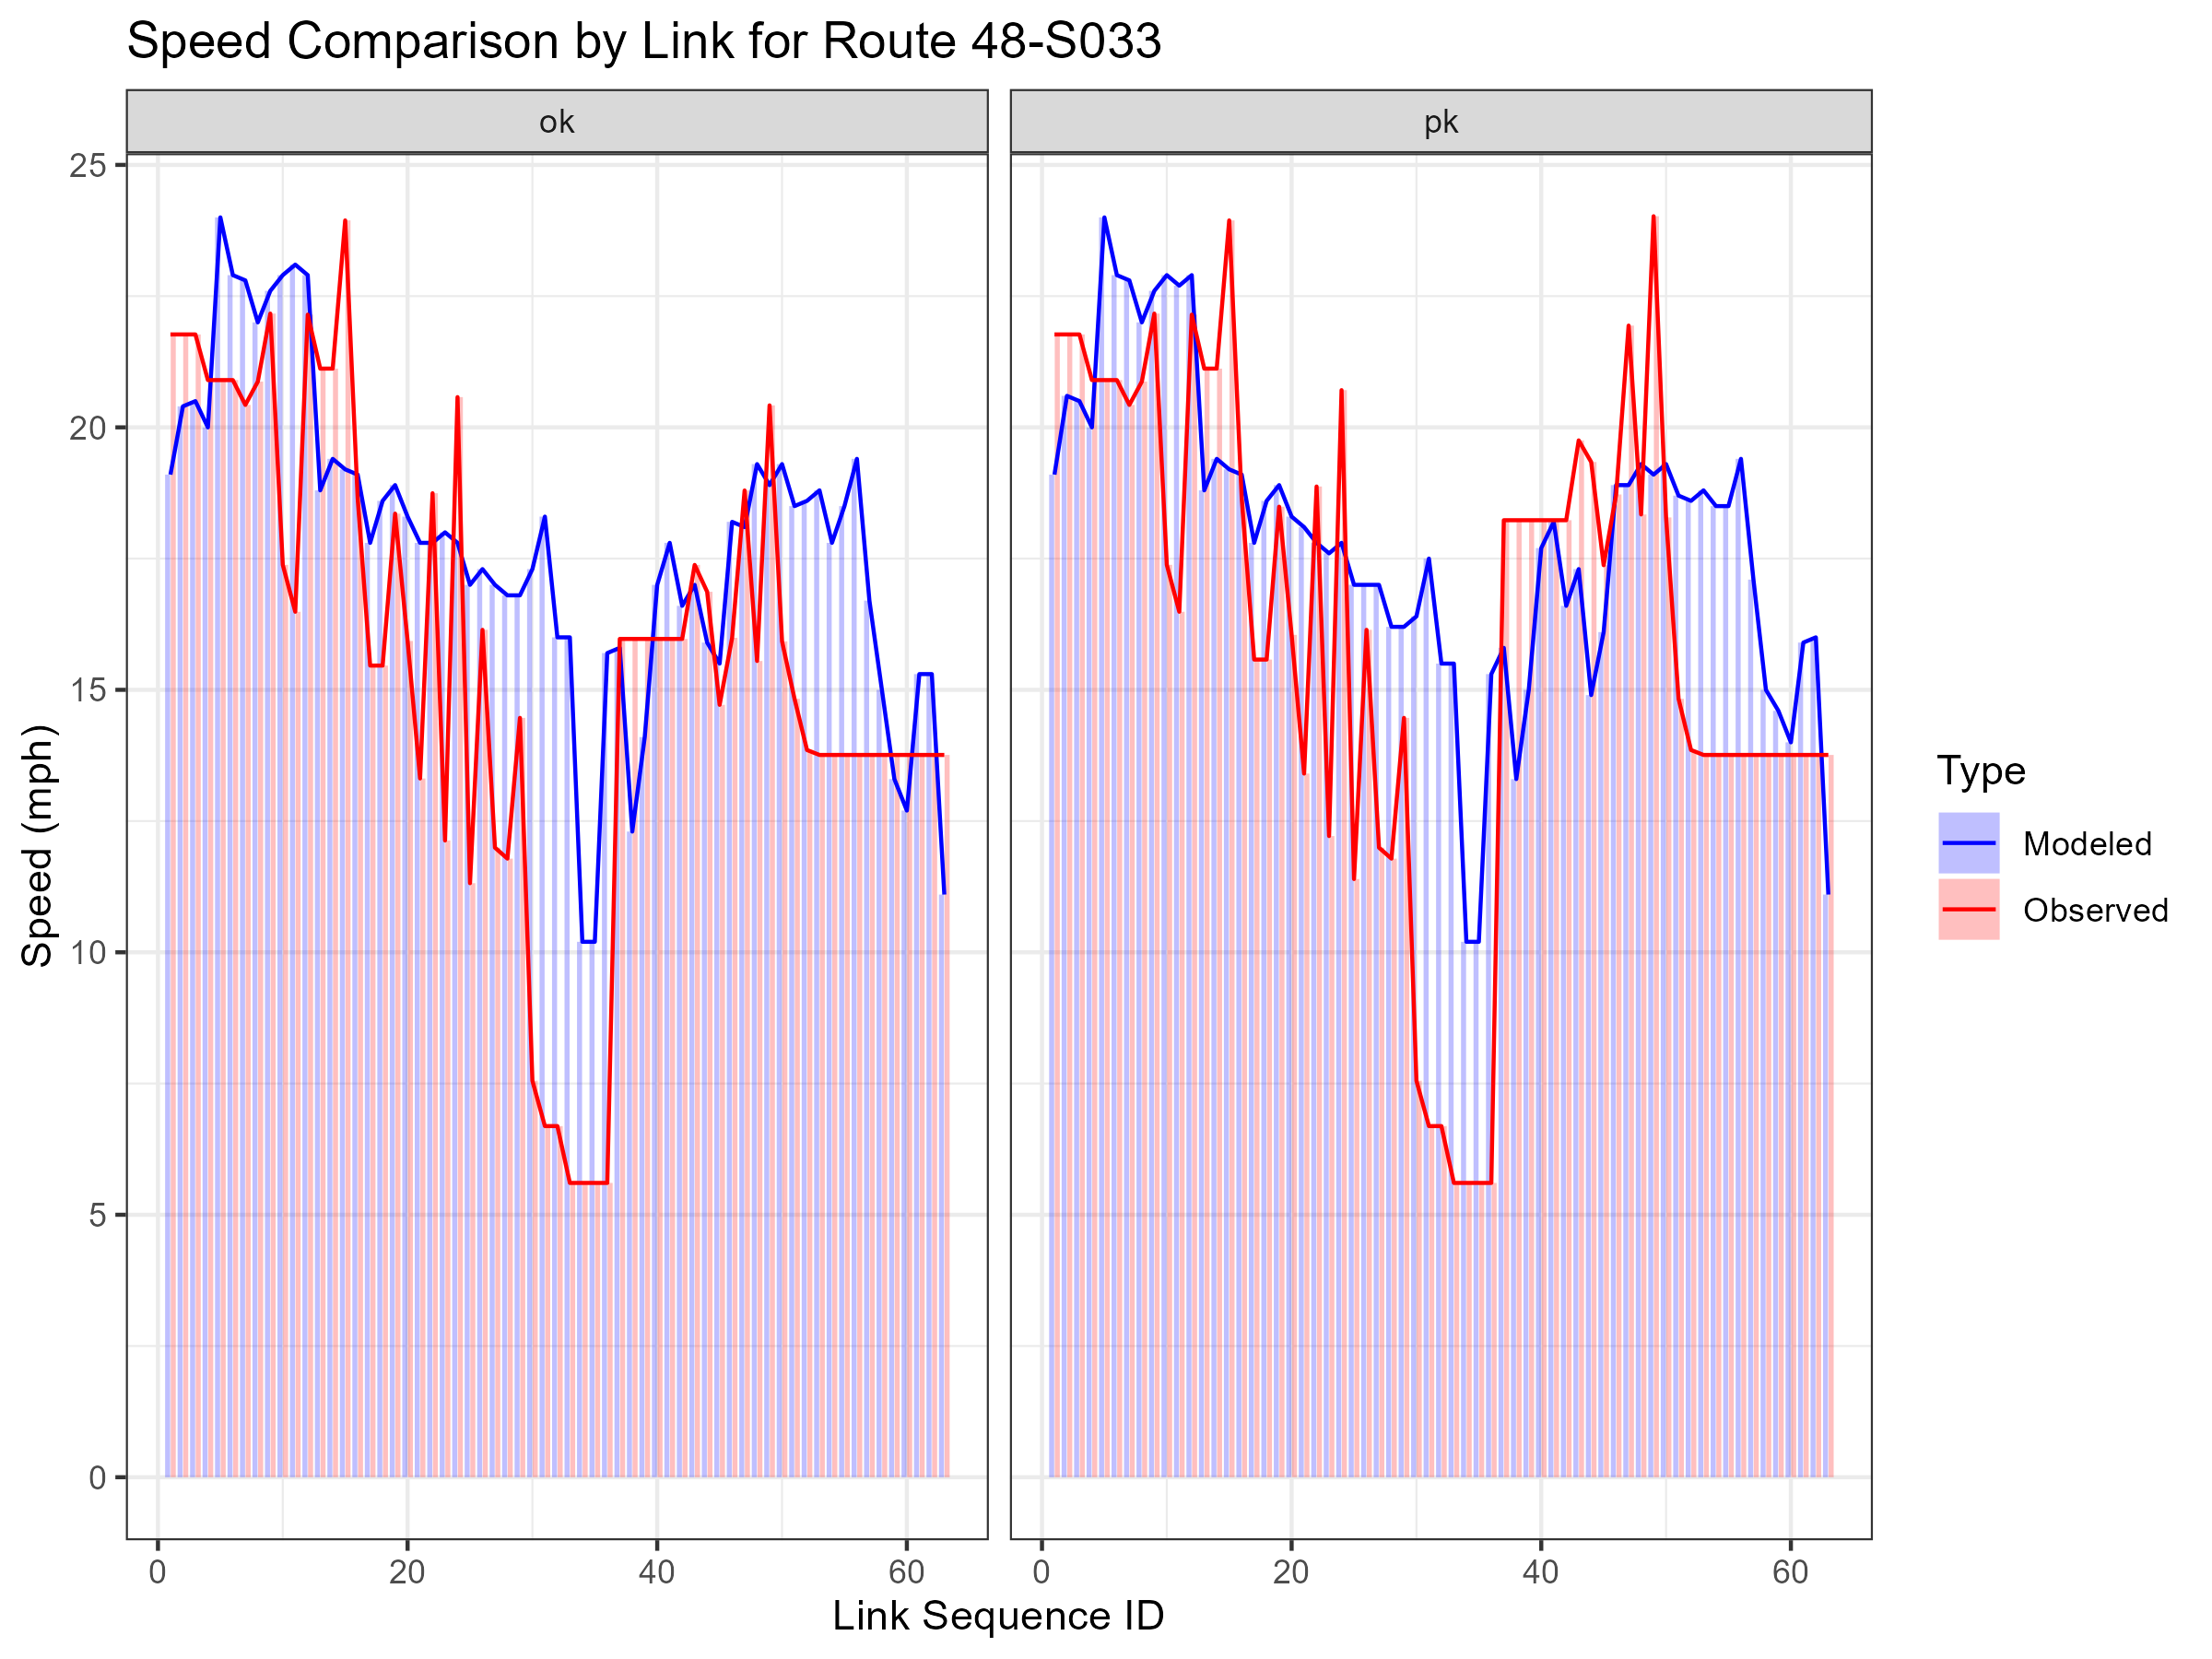 Speed Comparison by Link for Route 48-S033
ok
pk
25
20
15
10
5
0
Speed (mph)
0 20 40 60
0 20 40 60
Link Sequence ID
Type
Modeled
Observed